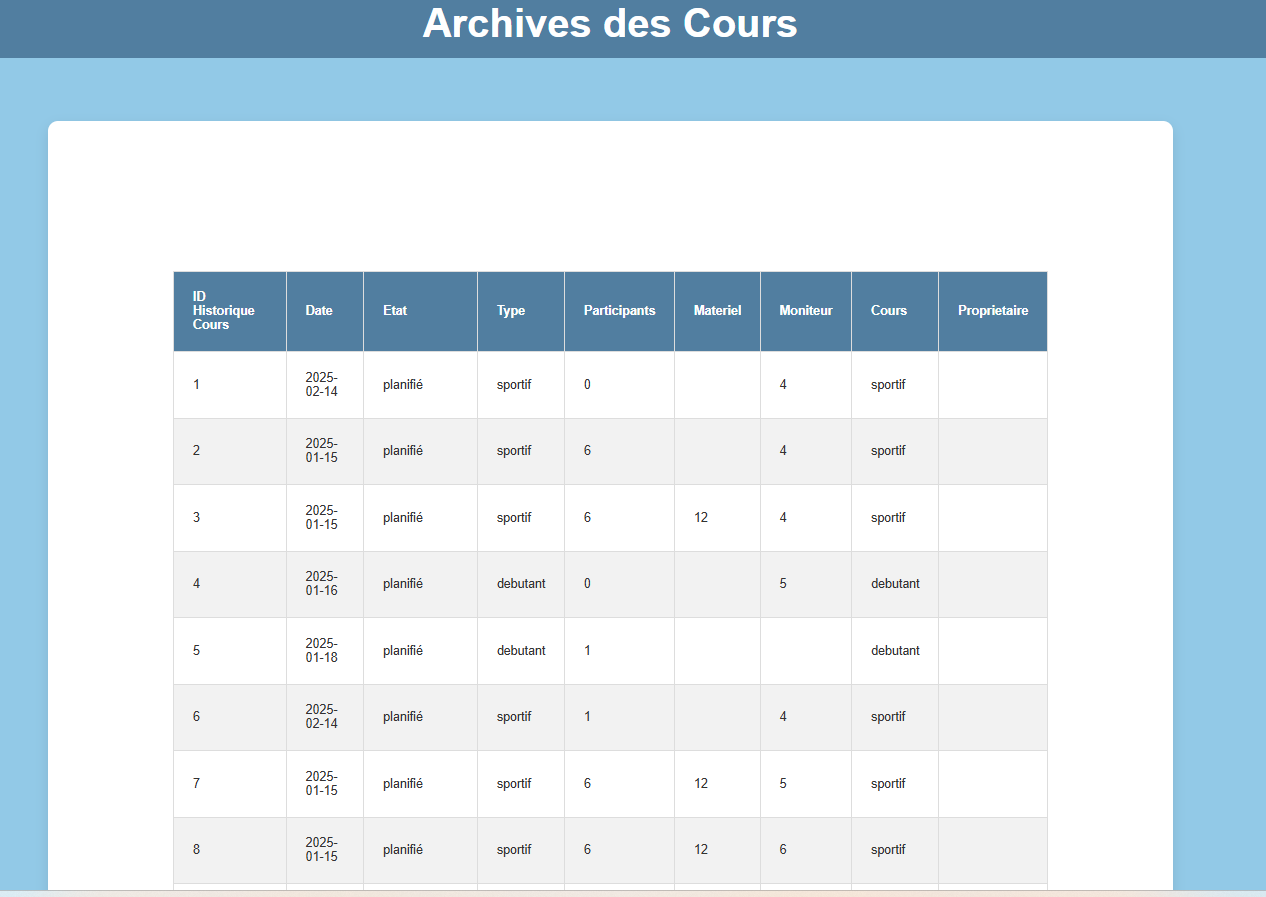 Archives des Cours
ID Historique Cours Date Etat Type Participants Materiel Moniteur Cours Proprietaire
1 2025-02-14 planifié sportif 0 4 sportif
2 2025-01-15 planifié sportif 6 4 sportif
3 2025-01-15 planifié sportif 6 12 4 sportif
4 2025-01-16 planifié debutant 0 5 debutant
5 2025-01-18 planifié debutant 1 debutant
6 2025-02-14 planifié sportif 1 4 sportif
7 2025-01-15 planifié sportif 6 12 5 sportif
8 2025-01-15 planifié sportif 6 12 6 sportif